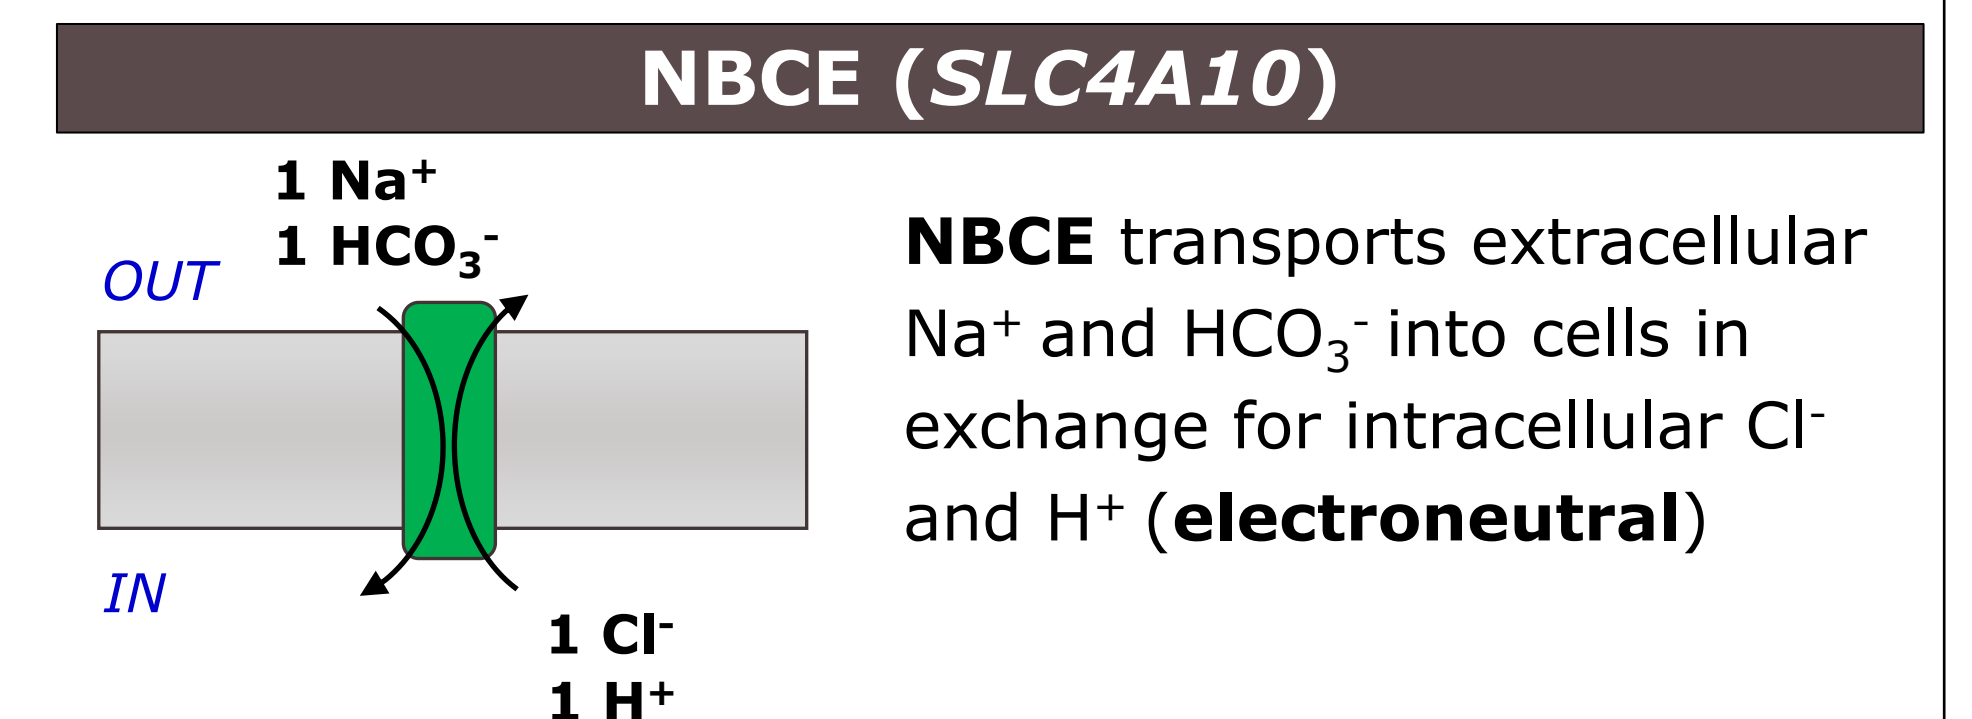 NBCE (SLC4A10)
1 Na⁺
1 HCO₃⁻
OUT
IN
1 Cl⁻
1 H⁺
NBCE transports extracellular
Na⁺ and HCO₃⁻ into cells in
exchange for intracellular Cl⁻
and H⁺ (electroneutral)